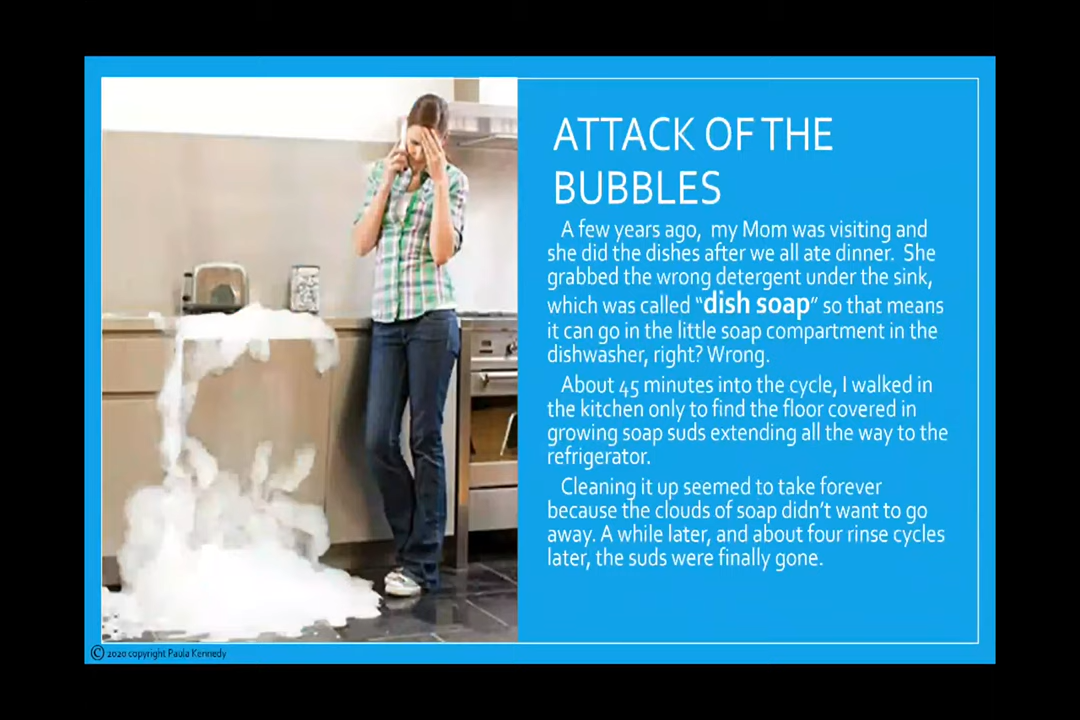 ATTACK OF THE
BUBBLES
A few years ago, my Mom was visiting and
she did the dishes after we all ate dinner. She
grabbed the wrong detergent under the sink,
which was called “dish soap” so that means
it can go in the little soap compartment in the
dishwasher, right? Wrong.
About 45 minutes into the cycle, I walked in
the kitchen only to find the floor covered in
growing soap suds extending all the way to the
refrigerator.
Cleaning it up seemed to take forever
because the clouds of soap didn’t want to go
away. A while later, and about four rinse cycles
later, the suds were finally gone.
© 2020 copyright Paula Kennedy